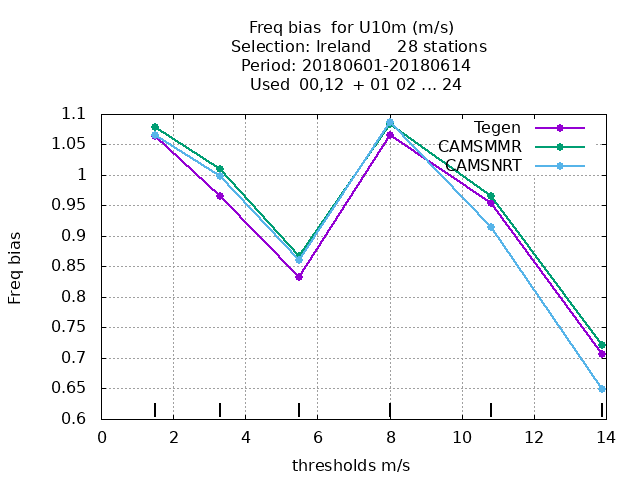 Freq bias  for U10m (m/s)
Selection: Ireland     28 stations
Period: 20180601-20180614
Used  00,12  + 01 02 ... 24
Tegen
CAMSMMR
CAMSNRT
1.1
1.05
1
0.95
0.9
0.85
0.8
0.75
0.7
0.65
0.6
Freq bias
0 2 4 6 8 10 12 14
thresholds m/s